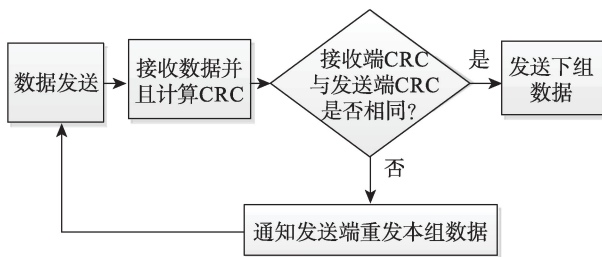 数据发送
接收数据并
且计算CRC
接收端CRC
与发送端CRC
是否相同?
是
发送下组
数据
否
通知发送端重发本组数据